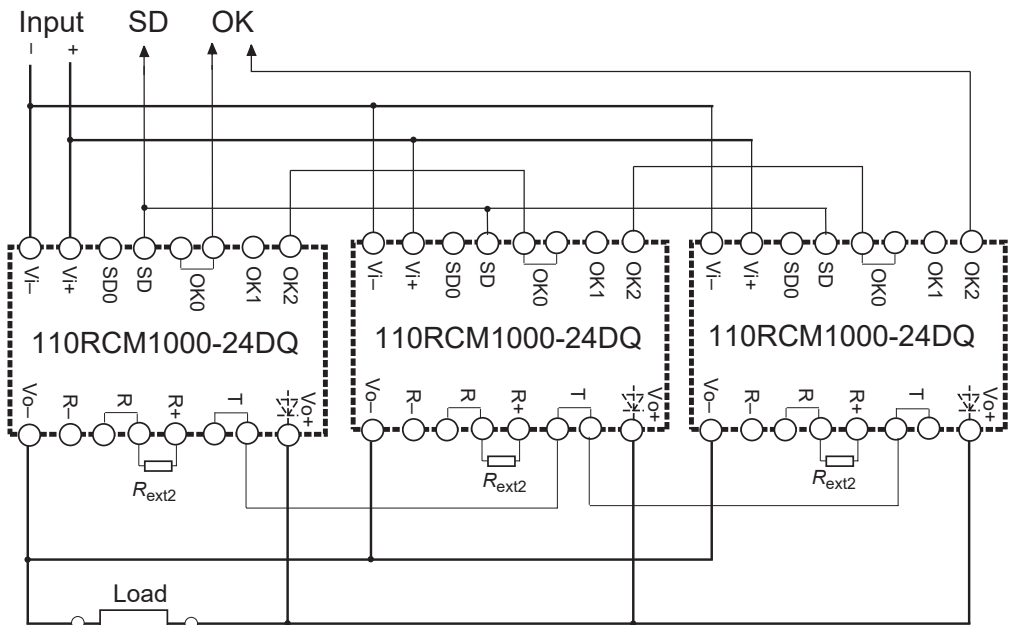 Input SD OK
– +
Vi– Vi+ SD0 SD OK0 OK1 OK2
110RCM1000-24DQ
Vo– R– R R+ T Vo+
Rext2
Vi– Vi+ SD0 SD OK0 OK1 OK2
110RCM1000-24DQ
Vo– R– R R+ T Vo+
Rext2
Vi– Vi+ SD0 SD OK0 OK1 OK2
110RCM1000-24DQ
Vo– R– R R+ T Vo+
Rext2
Load